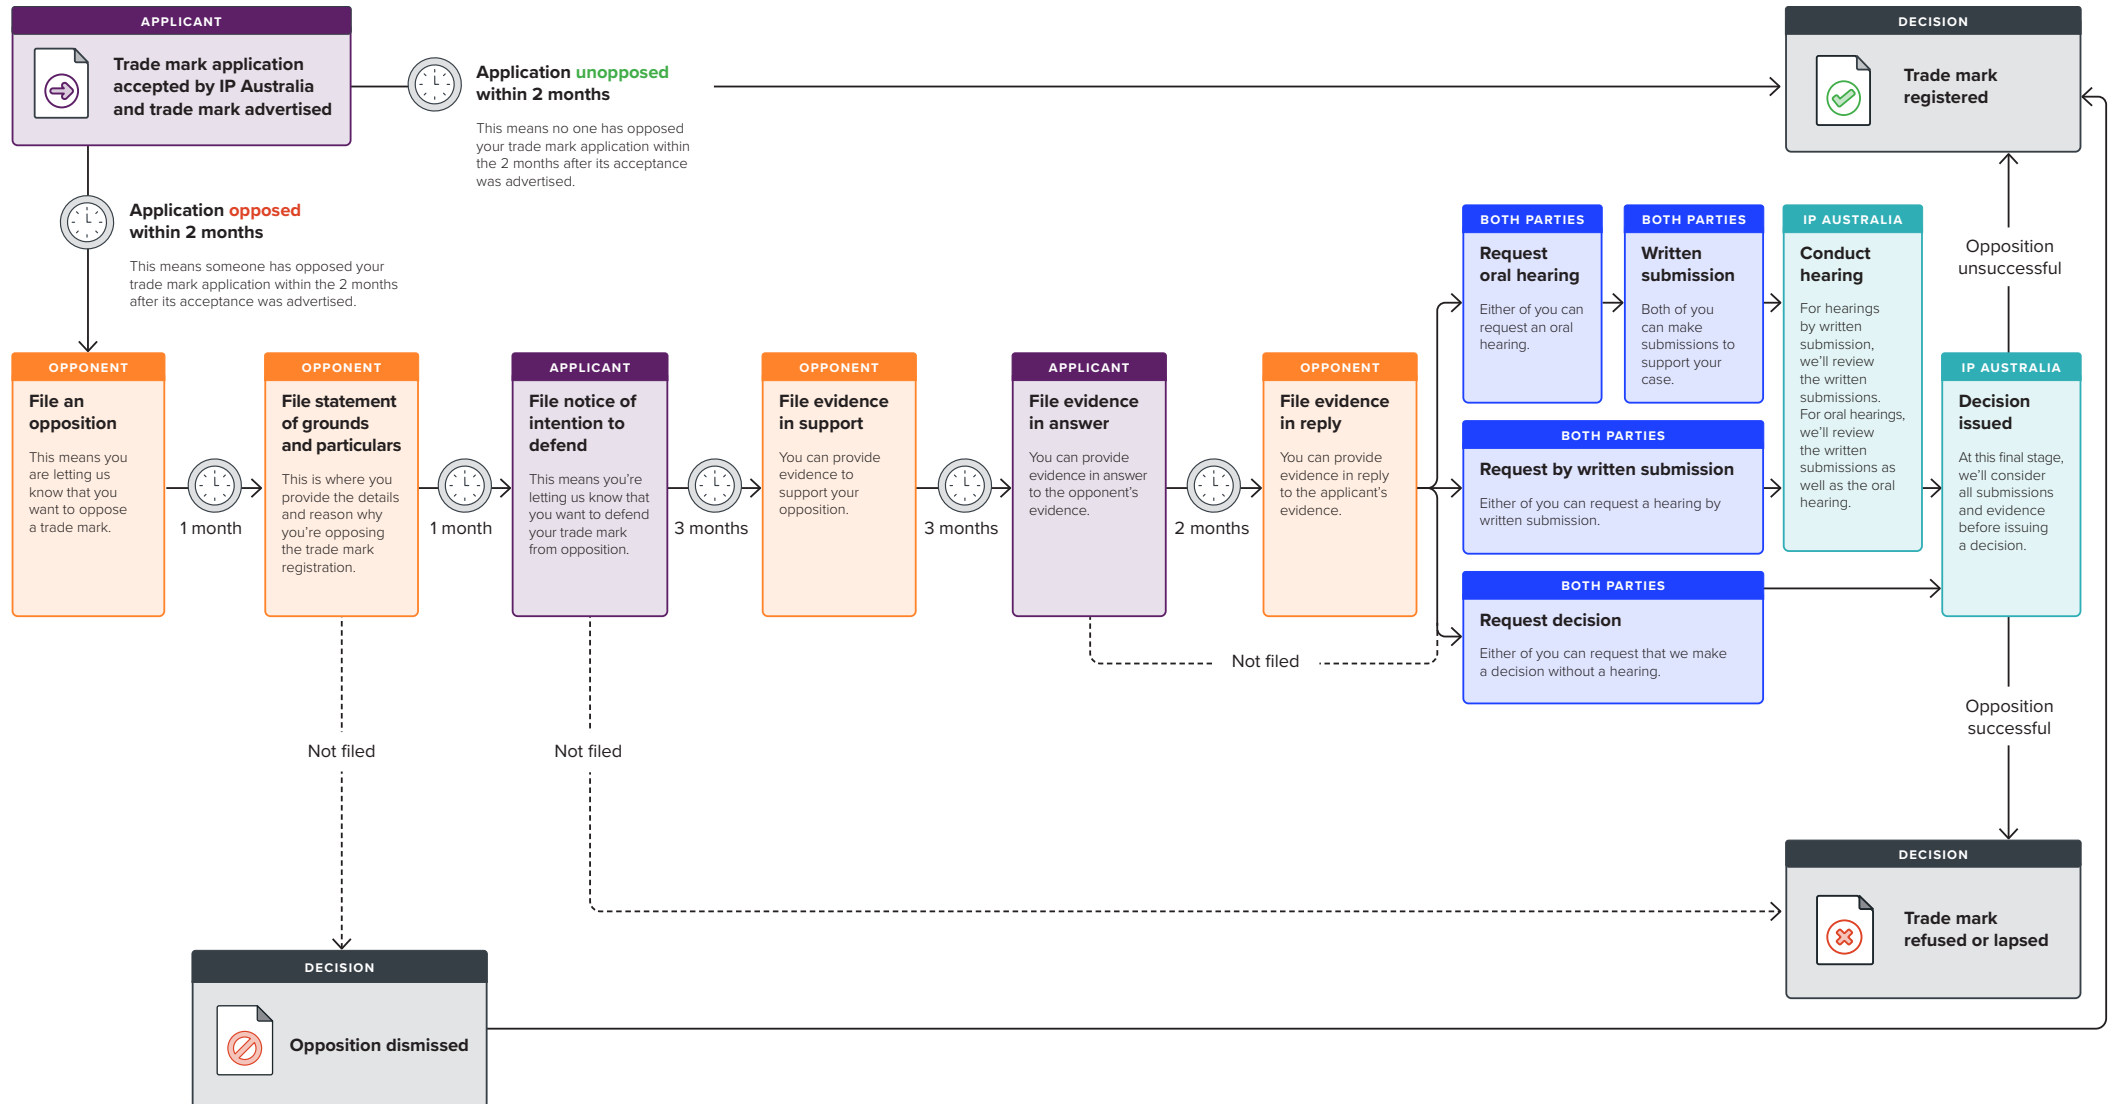 APPLICANT
Trade mark application
accepted by IP Australia
and trade mark advertised
Application unopposed
within 2 months
This means no one has opposed
your trade mark application within
the 2 months after its acceptance
was advertised.
DECISION
Trade mark
registered
Application opposed
within 2 months
This means someone has opposed your
trade mark application within the 2 months
after its acceptance was advertised.
OPPONENT
File an
opposition
This means you
are letting us
know that you
want to oppose
a trade mark.
1 month
OPPONENT
File statement
of grounds
and particulars
This is where you
provide the details
and reason why
you're opposing
the trade mark
registration.
1 month
APPLICANT
File notice of
intention to
defend
This means you're
letting us know that
you want to defend
your trade mark
from opposition.
3 months
OPPONENT
File evidence
in support
You can provide
evidence to
support your
opposition.
3 months
APPLICANT
File evidence
in answer
You can provide
evidence in answer
to the opponent's
evidence.
2 months
OPPONENT
File evidence
in reply
You can provide
evidence in reply
to the applicant's
evidence.
BOTH PARTIES
Request
oral hearing
Either of you can
request an oral
hearing.
BOTH PARTIES
Written
submission
Both of you
can make
submissions to
support your
case.
BOTH PARTIES
Request by written submission
Either of you can request a hearing by
written submission.
BOTH PARTIES
Request decision
Either of you can request that we make
a decision without a hearing.
IP AUSTRALIA
Conduct
hearing
For hearings
by written
submission,
we'll review
the written
submissions.
For oral hearings,
we'll review
the written
submissions as
well as the oral
hearing.
Opposition
unsuccessful
IP AUSTRALIA
Decision
issued
At this final stage,
we'll consider
all submissions
and evidence
before issuing
a decision.
Not filed
Opposition
successful
Not filed
Not filed
DECISION
Trade mark
refused or lapsed
DECISION
Opposition dismissed